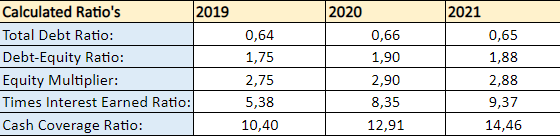 Calculated Ratio's 2019 2020 2021
Total Debt Ratio: 0,64 0,66 0,65
Debt-Equity Ratio: 1,75 1,90 1,88
Equity Multiplier: 2,75 2,90 2,88
Times Interest Earned Ratio: 5,38 8,35 9,37
Cash Coverage Ratio: 10,40 12,91 14,46